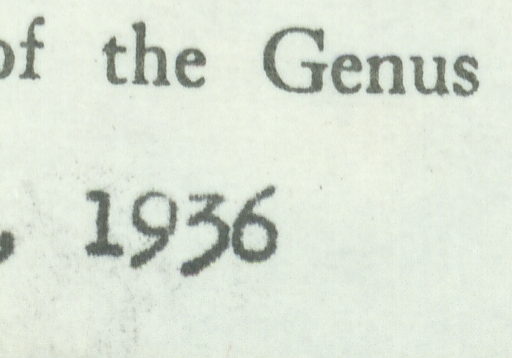 of the Genus
, 1936